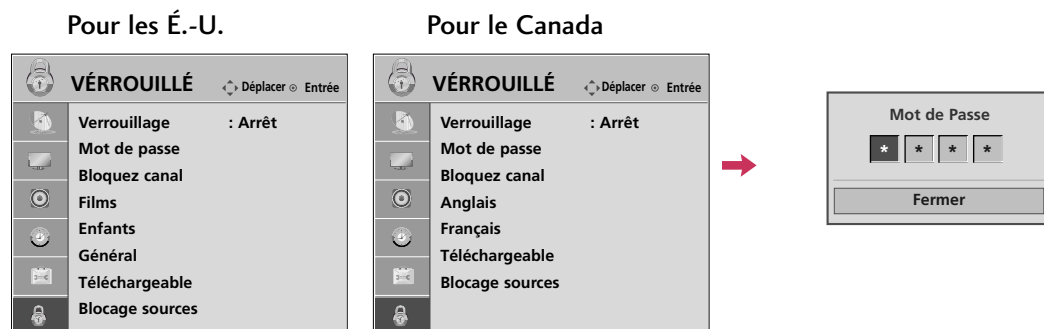 Pour les É.-U.
VÉRROUILLÉ Déplacer Entrée
Verrouillage : Arrêt
Mot de passe
Bloquez canal
Films
Enfants
Général
Téléchargeable
Blocage sources
Pour le Canada
VÉRROUILLÉ Déplacer Entrée
Verrouillage : Arrêt
Mot de passe
Bloquez canal
Anglais
Français
Téléchargeable
Blocage sources
Mot de Passe
* * * *
Fermer